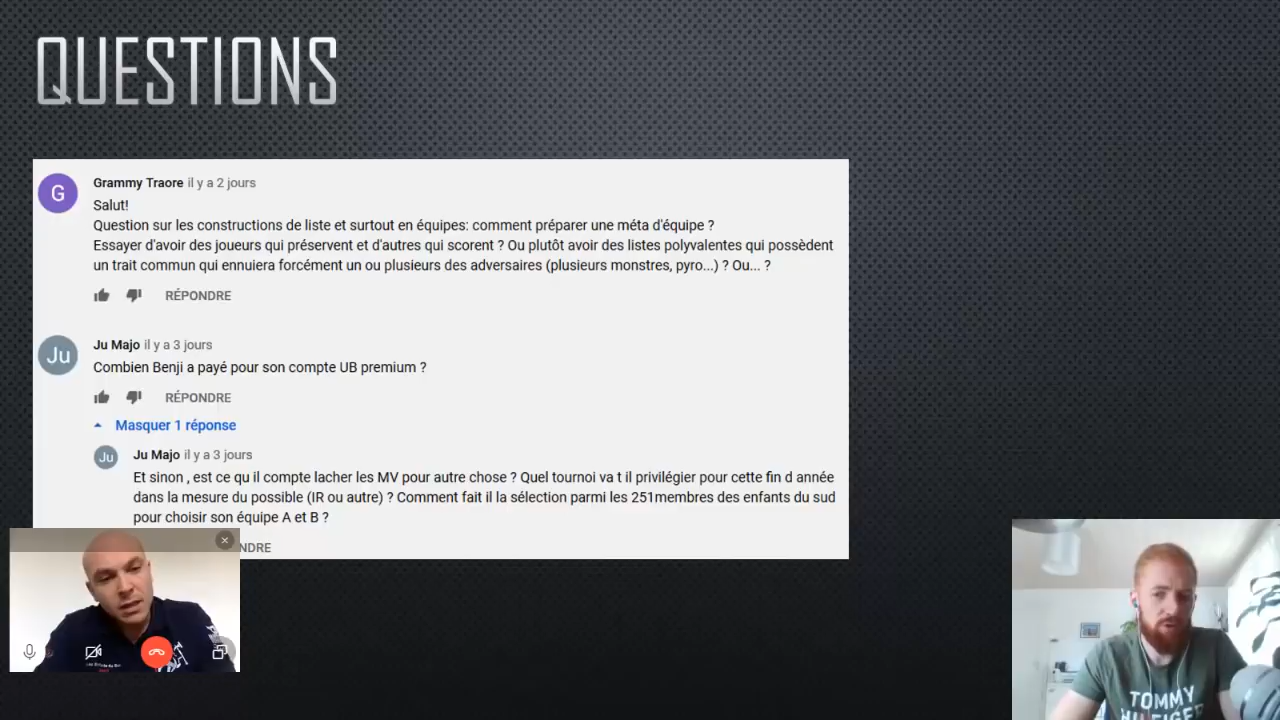 QUESTIONS
G
Grammy Traore il y a 2 jours
Salut!
Question sur les constructions de liste et surtout en équipes: comment préparer une méta d'équipe ?
Essayer d'avoir des joueurs qui préservent et d'autres qui scorent ? Ou plutôt avoir des listes polyvalentes qui possèdent
un trait commun qui ennuiera forcément un ou plusieurs des adversaires (plusieurs monstres, pyro...) ? Ou... ?
RÉPONDRE
Ju
Ju Majo il y a 3 jours
Combien Benji a payé pour son compte UB premium ?
RÉPONDRE
Masquer 1 réponse
Ju
Ju Majo il y a 3 jours
Et sinon , est ce qu il compte lacher les MV pour autre chose ? Quel tournoi va t il privilégier pour cette fin d année
dans la mesure du possible (IR ou autre) ? Comment fait il la sélection parmi les 251membres des enfants du sud
pour choisir son équipe A et B ?
NDRE
TOMMY
HILFIGER